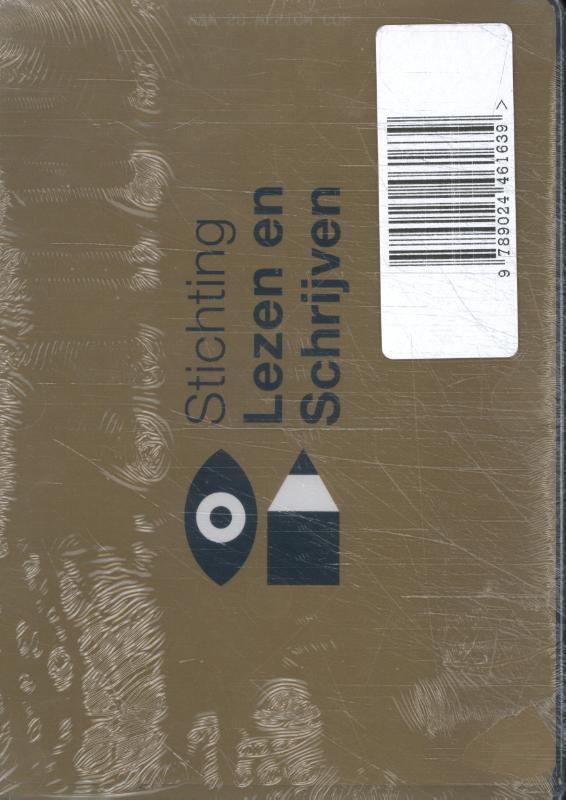 Stichting
Lezen en
Schrijven
9 789024 461639 >